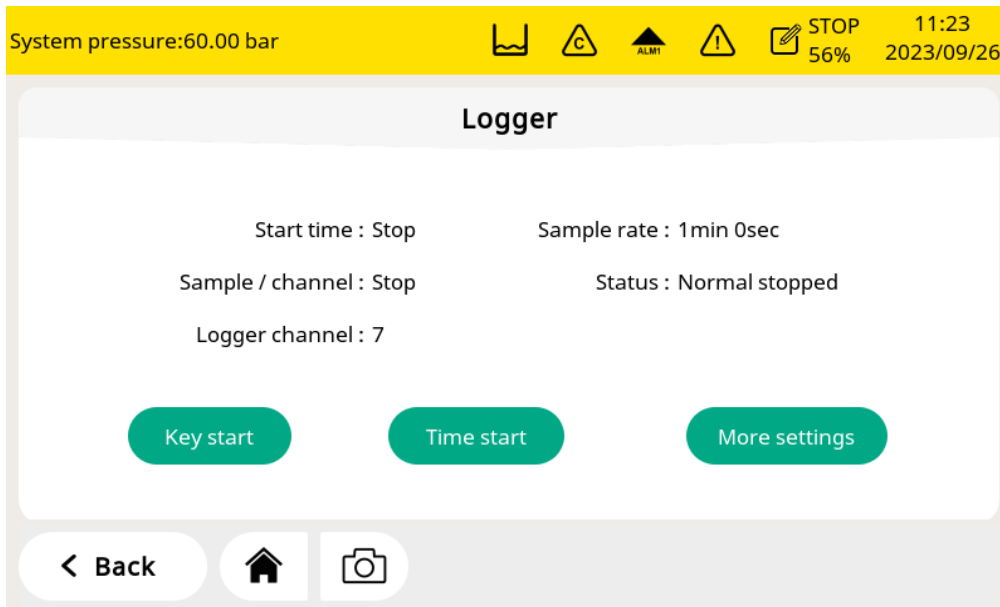 System pressure:60.00 bar
C
ALM1
!
STOP
56%
11:23
2023/09/26
Logger
Start time : Stop
Sample rate : 1min 0sec
Sample / channel : Stop
Status : Normal stopped
Logger channel : 7
Key start
Time start
More settings
Back